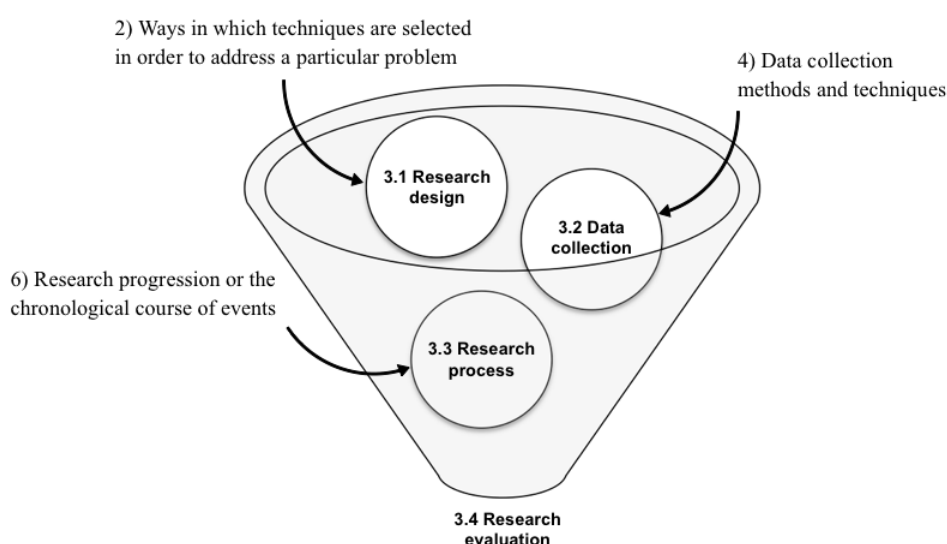 2) Ways in which techniques are selected
in order to address a particular problem
4) Data collection
methods and techniques
3.1 Research
design
3.2 Data
collection
6) Research progression or the
chronological course of events
3.3 Research
process
3.4 Research
evaluation